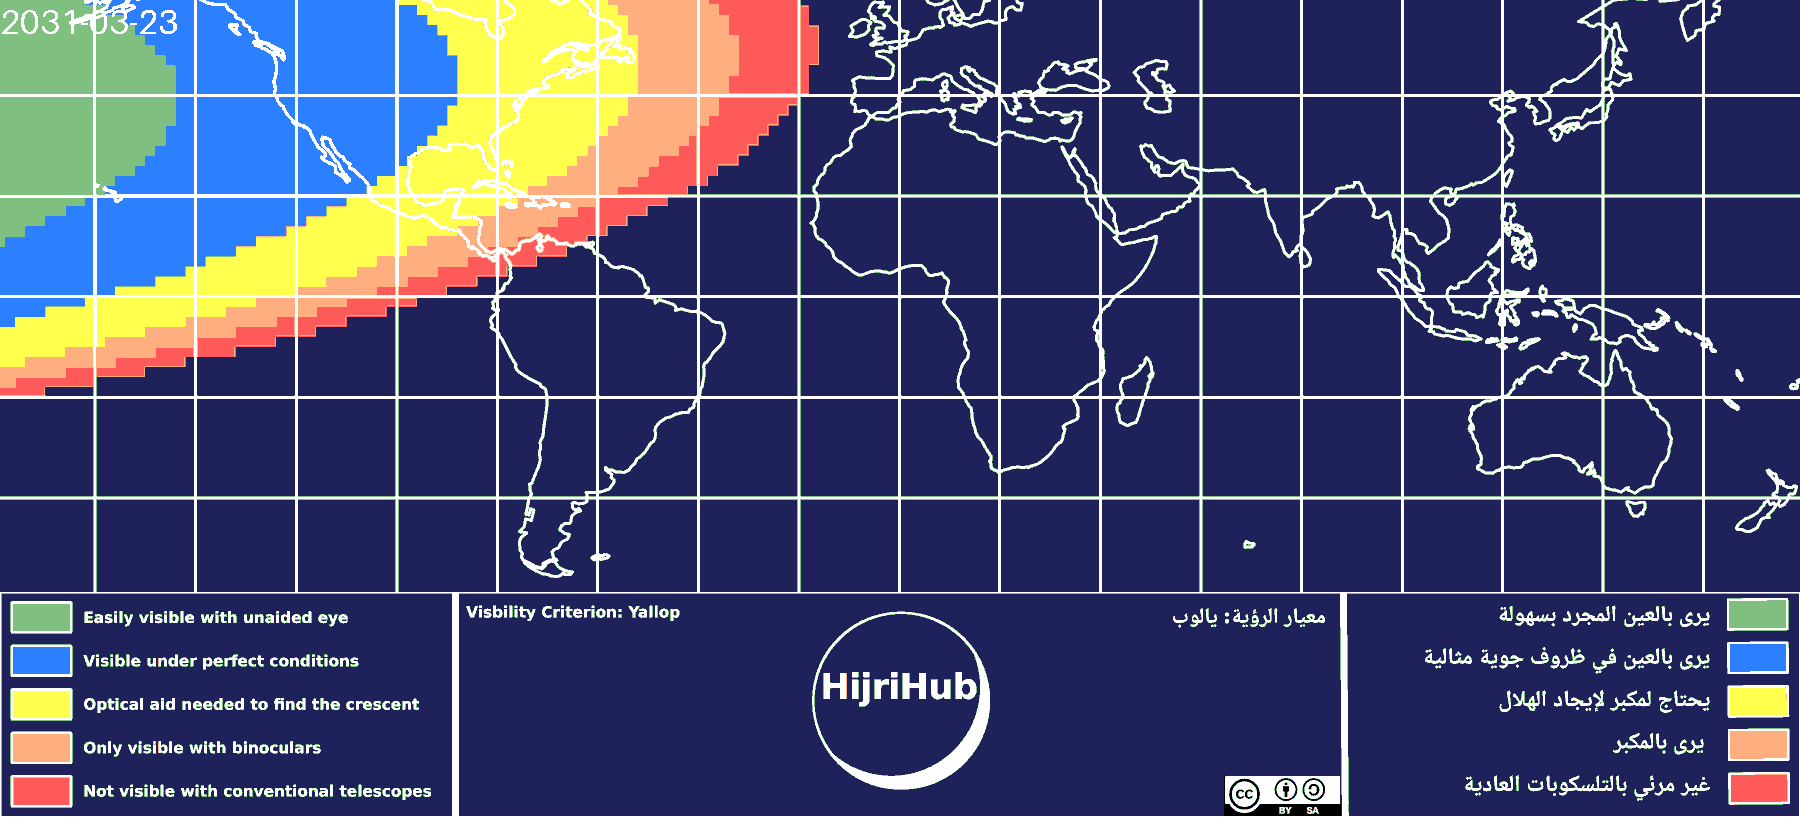 2031-03-23
Easily visible with unaided eye
Visible under perfect conditions
Optical aid needed to find the crescent
Only visible with binoculars
Not visible with conventional telescopes
Visbility Criterion: Yallop
معيار الرؤية: يالوب
HijriHub
cc
BY SA
يرى بالعين المجرد بسهولة
يرى بالعين في ظروف جوية مثالية
يحتاج لمكبر لإيجاد الهلال
يرى بالمكبر
غير مرئي بالتلسكوبات العادية